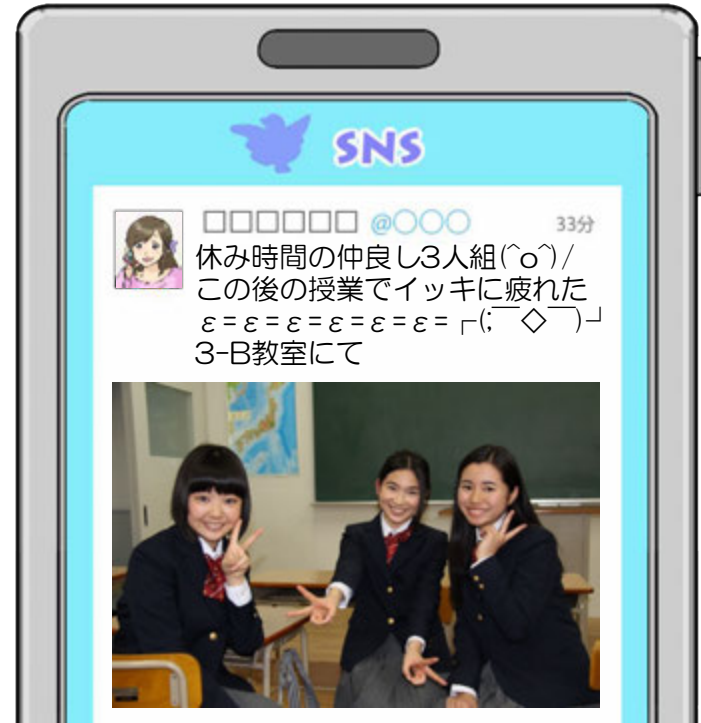 SNS
□□□□□□ @〇〇〇 33分
休み時間の仲良し3人組(^o^)/
この後の授業でイッキに疲れた
ε=ε=ε=ε=ε=ε=┌(;￣◇￣)┘
3-B教室にて